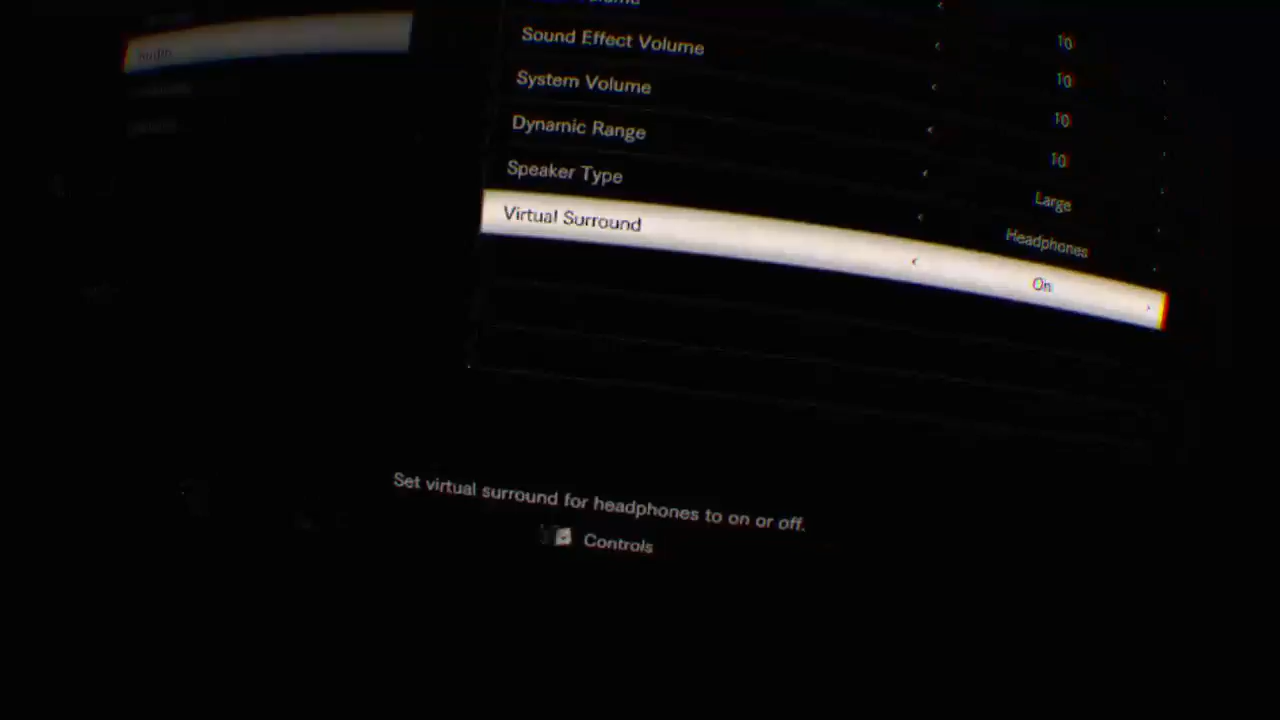 Audio
Sound Effect Volume 10
System Volume 10
Dynamic Range 10
Speaker Type 10
Virtual Surround Large
Headphones
On
Set virtual surround for headphones to on or off.
Controls